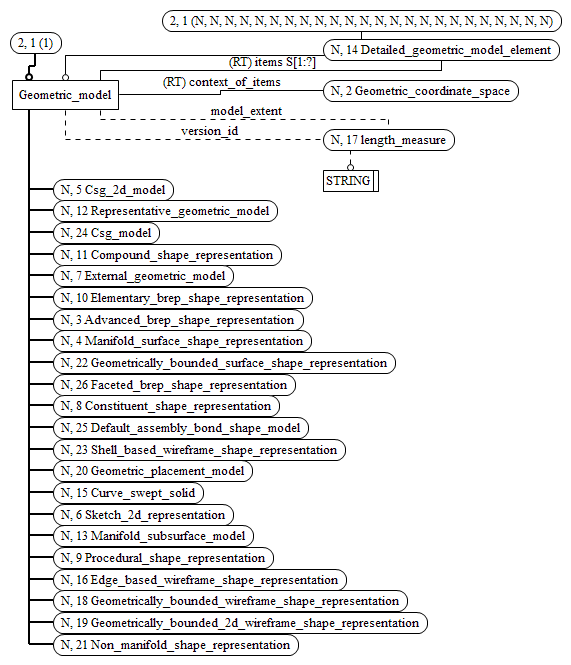 2, 1 (N, N, N, N, N, N, N, N, N, N, N, N, N, N, N, N, N, N, N, N, N, N, N, N)
2, 1 (1)
N, 14 Detailed_geometric_model_element
(RT) items S[1:?]
(RT) context_of_items
Geometric_model
N, 2 Geometric_coordinate_space
model_extent
version_id
N, 17 length_measure
STRING
N, 5 Csg_2d_model
N, 12 Representative_geometric_model
N, 24 Csg_model
N, 11 Compound_shape_representation
N, 7 External_geometric_model
N, 10 Elementary_brep_shape_representation
N, 3 Advanced_brep_shape_representation
N, 4 Manifold_surface_shape_representation
N, 22 Geometrically_bounded_surface_shape_representation
N, 26 Faceted_brep_shape_representation
N, 8 Constituent_shape_representation
N, 25 Default_assembly_bond_shape_model
N, 23 Shell_based_wireframe_shape_representation
N, 20 Geometric_placement_model
N, 15 Curve_swept_solid
N, 6 Sketch_2d_representation
N, 13 Manifold_subsurface_model
N, 9 Procedural_shape_representation
N, 16 Edge_based_wireframe_shape_representation
N, 18 Geometrically_bounded_wireframe_shape_representation
N, 19 Geometrically_bounded_2d_wireframe_shape_representation
N, 21 Non_manifold_shape_representation